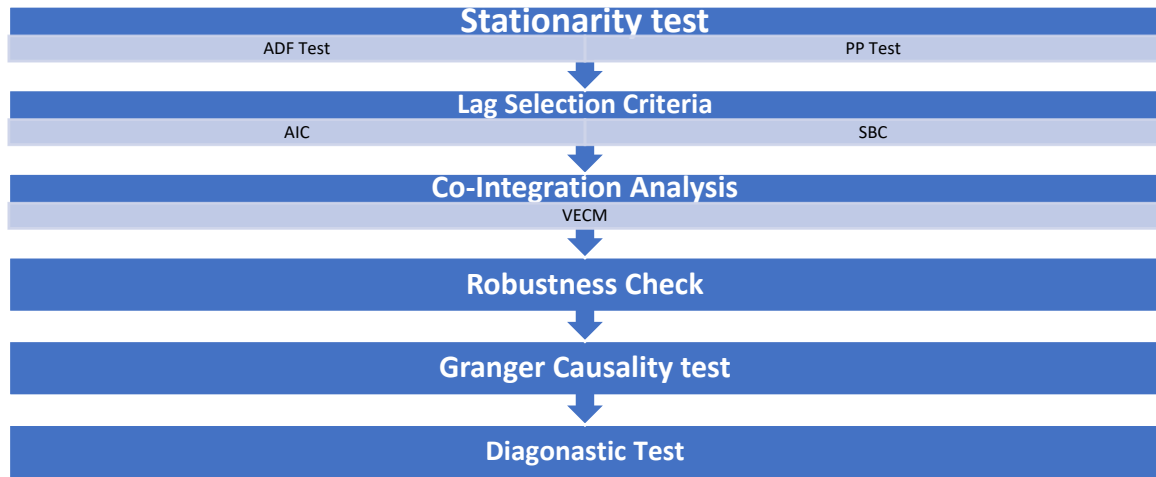 Stationarity test
ADF Test
PP Test
Lag Selection Criteria
AIC
SBC
Co-Integration Analysis
VECM
Robustness Check
Granger Causality test
Diagonastic Test